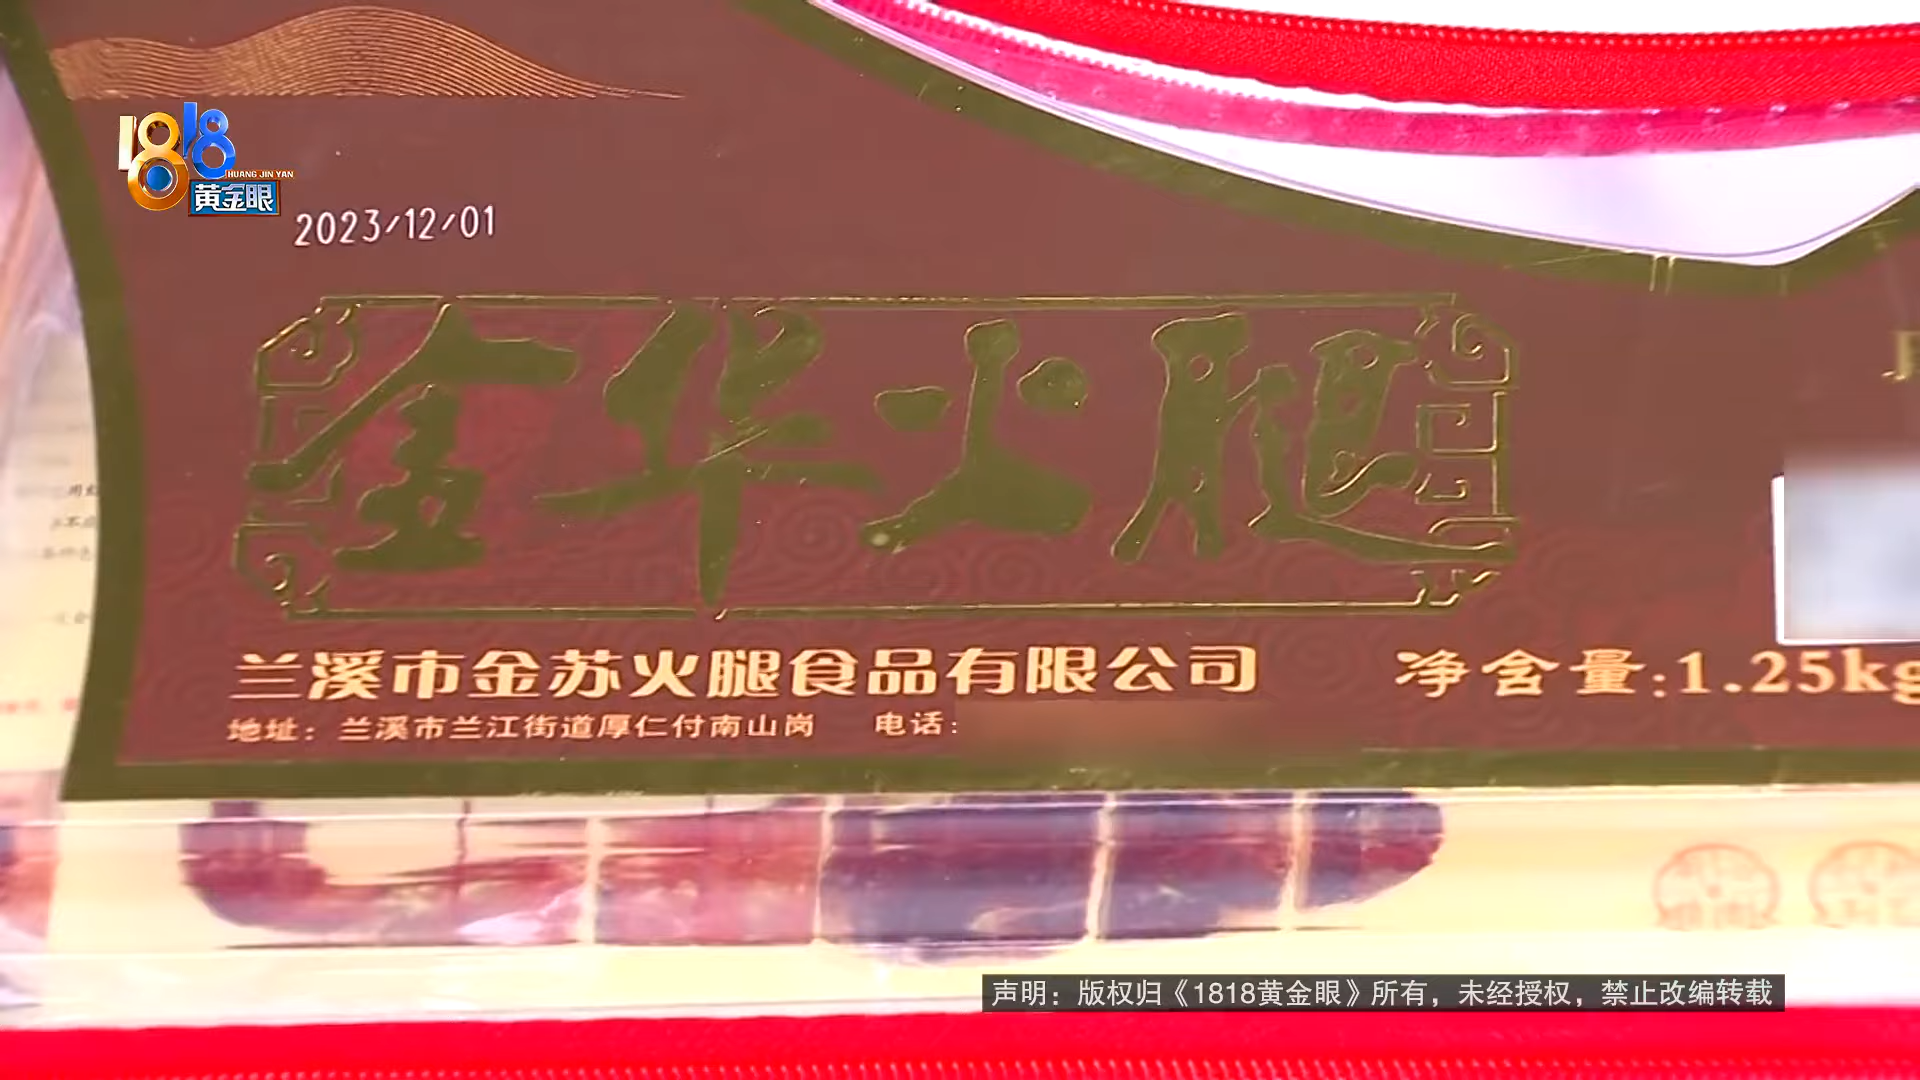 1818
HUANG JIN YAN
黄金眼
2023/12/01
金华火腿
兰溪市金苏火腿食品有限公司
净含量:1.25kg
地址：兰溪市兰江街道厚仁付南山岗 电话：
声明：版权归《1818黄金眼》所有，未经授权，禁止改编转载